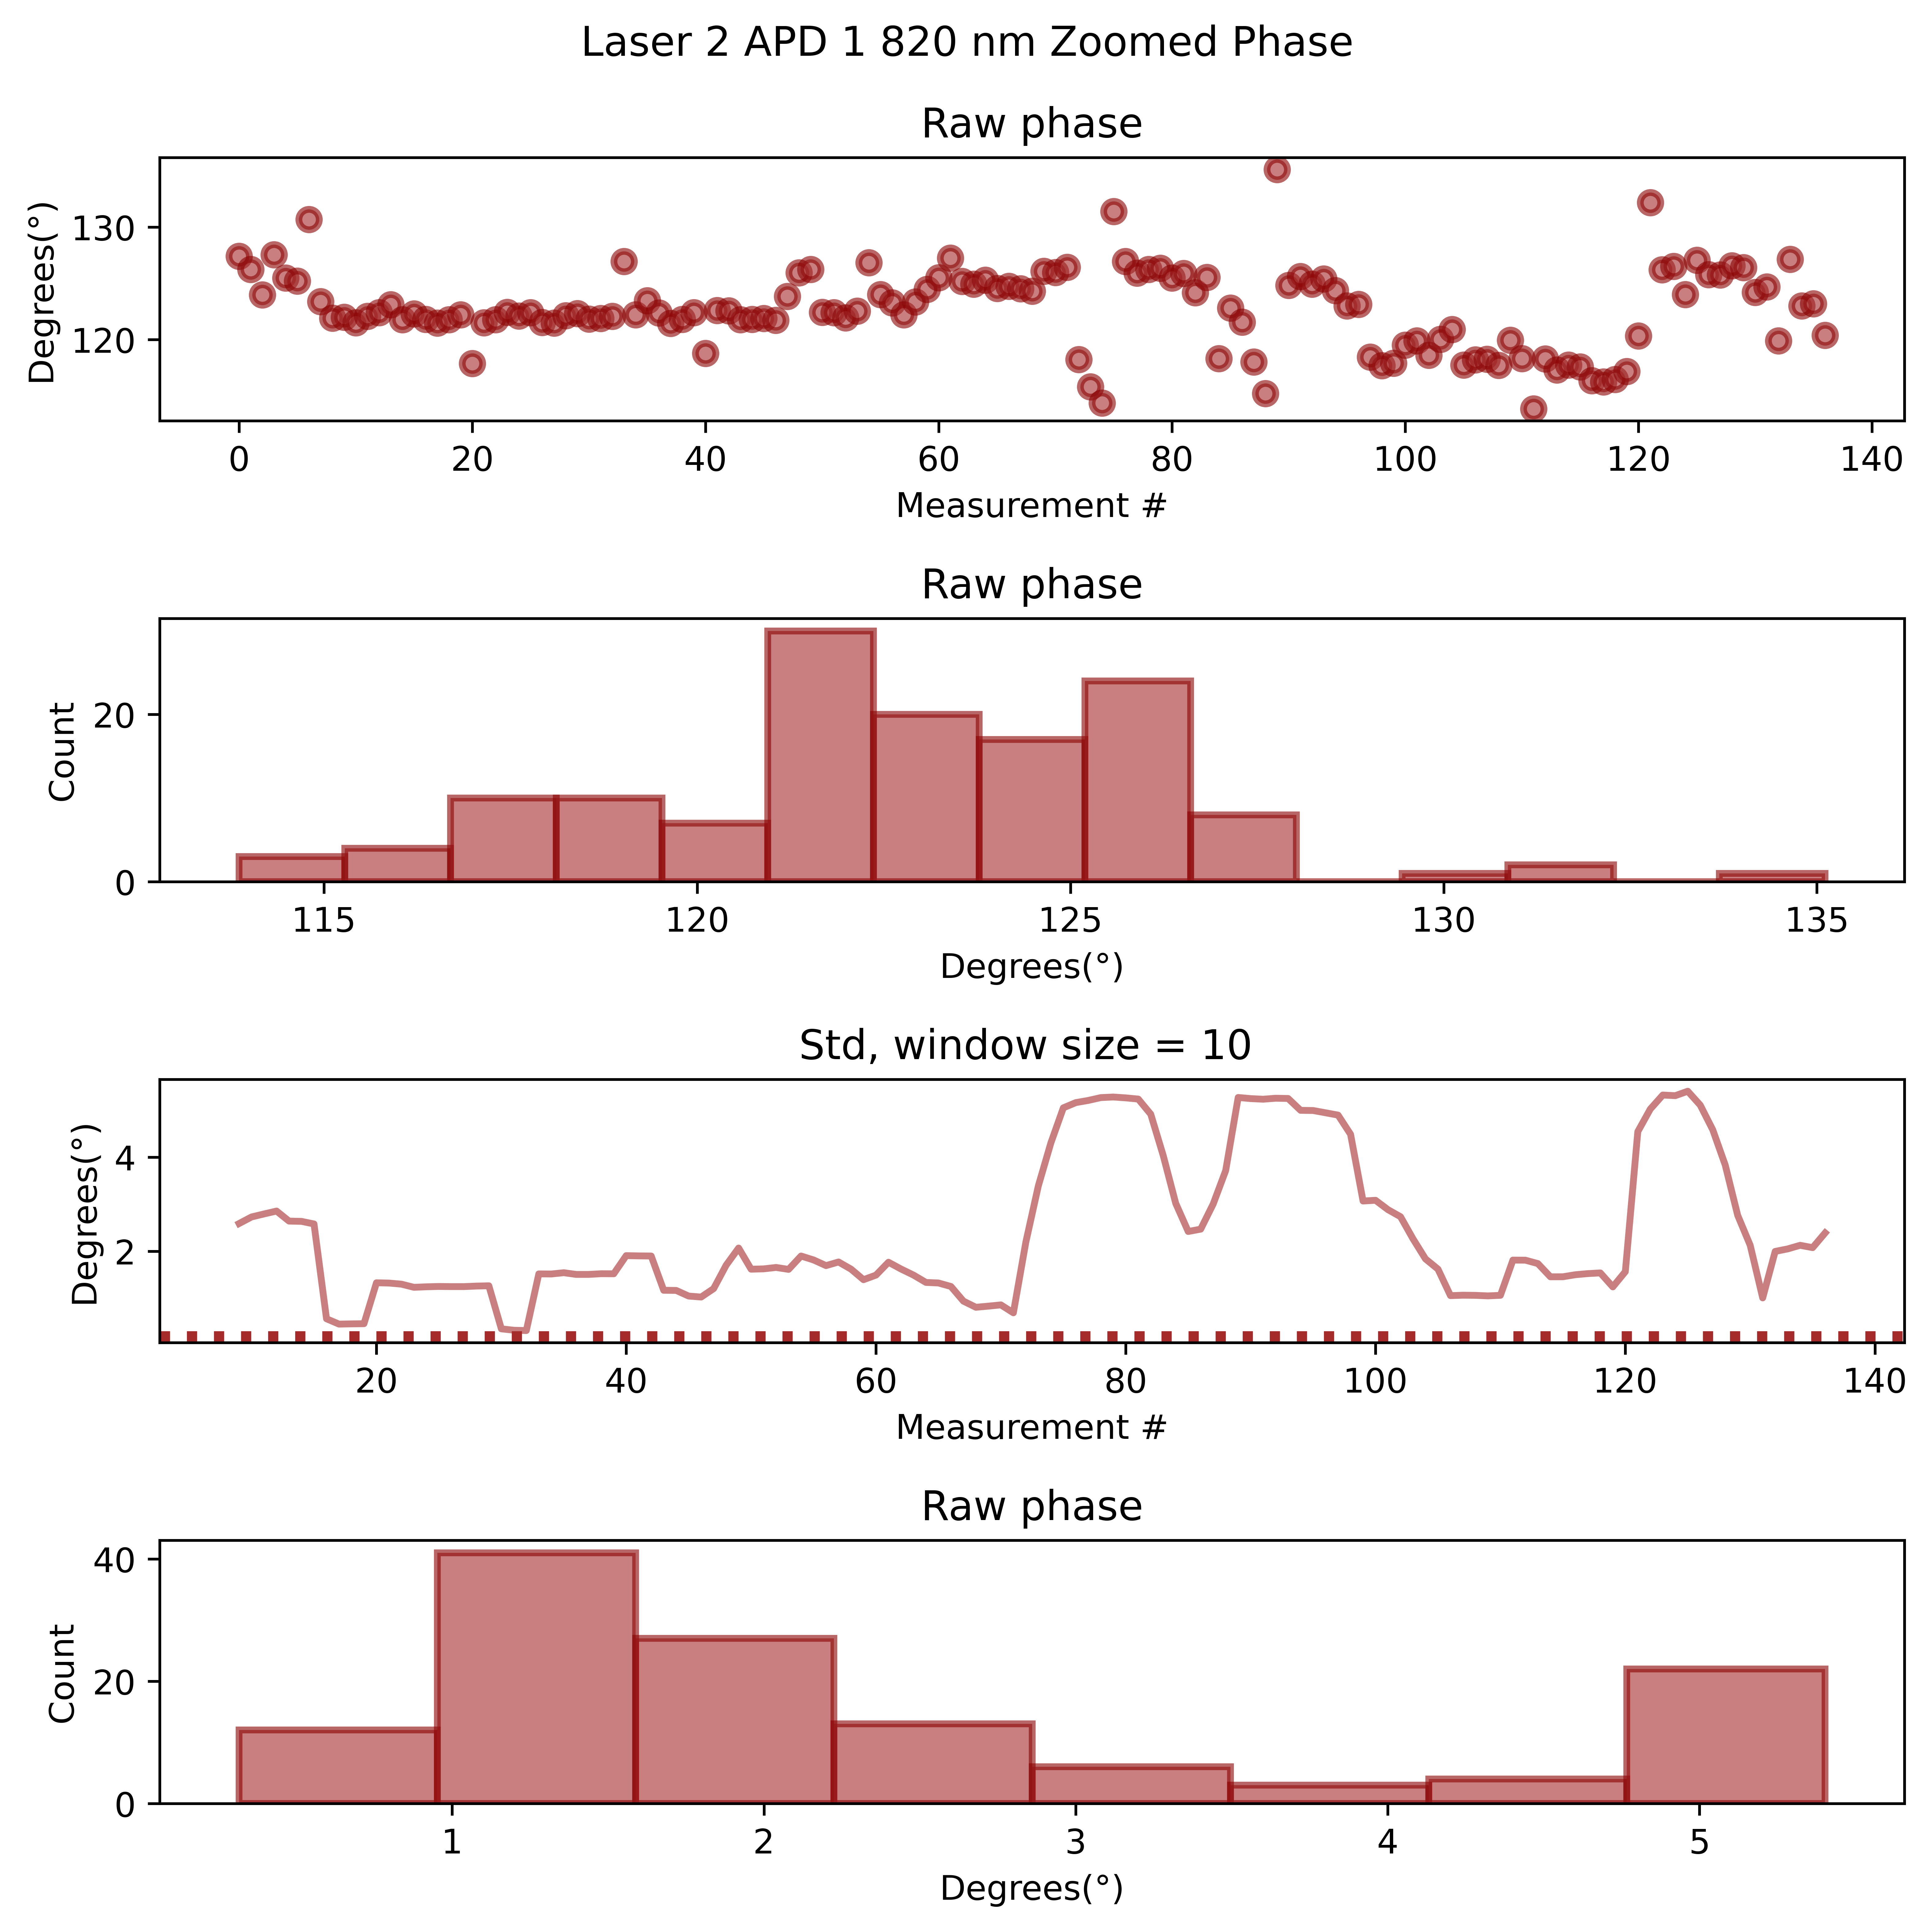 Laser 2 APD 1 820 nm Zoomed Phase
Raw phase
Degrees(°)
130
120
0 20 40 60 80 100 120 140
Measurement #
Raw phase
Count
20
0
115 120 125 130 135
Degrees(°)
Std, window size = 10
Degrees(°)
4
2
20 40 60 80 100 120 140
Measurement #
Raw phase
Count
40
20
0
1 2 3 4 5
Degrees(°)